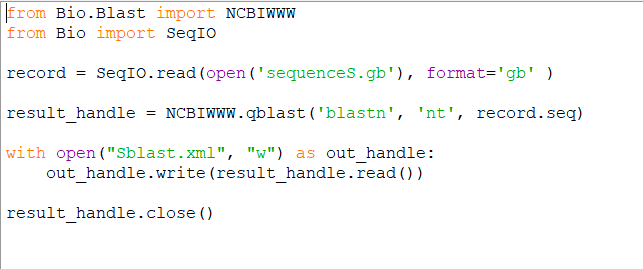 from Bio.Blast import NCBIWWW
from Bio import SeqIO
record = SeqIO.read(open('sequenceS.gb'), format='gb' )
result_handle = NCBIWWW.qblast('blastn', 'nt', record.seq)
with open("Sblast.xml", "w") as out_handle:
    out_handle.write(result_handle.read())
result_handle.close()